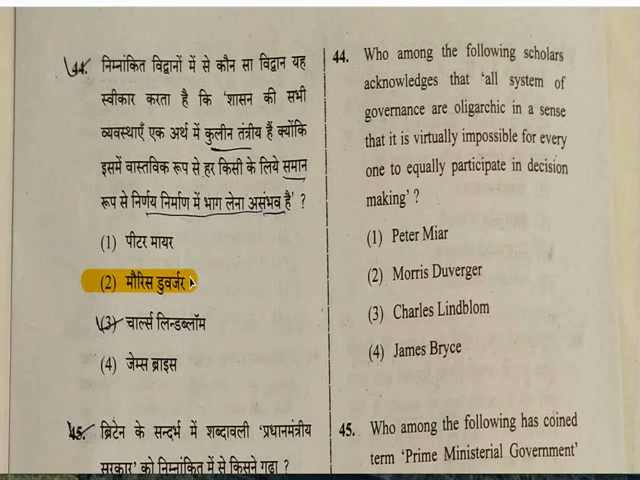 44. निम्नांकित विद्वानों में से कौन सा विद्वान यह
स्वीकार करता है कि 'शासन की सभी
व्यवस्थाएँ एक अर्थ में कुलीन तंत्रीय हैं क्योंकि
इसमें वास्तविक रूप से हर किसी के लिये समान
रूप से निर्णय निर्माण में भाग लेना असंभव है' ?
(1) पीटर मायर
(2) मौरिस डुवर्जर
(3) चार्ल्स लिन्डब्लॉम
(4) जेम्स ब्राइस
45. ब्रिटेन के सन्दर्भ में शब्दावली 'प्रधानमंत्रीय
सरकार' को निम्नांकित में से किसने गढ़ा ?
44. Who among the following scholars
acknowledges that 'all system of
governance are oligarchic in a sense
that it is virtually impossible for every
one to equally participate in decision
making' ?
(1) Peter Miar
(2) Morris Duverger
(3) Charles Lindblom
(4) James Bryce
45. Who among the following has coined
term 'Prime Ministerial Government'